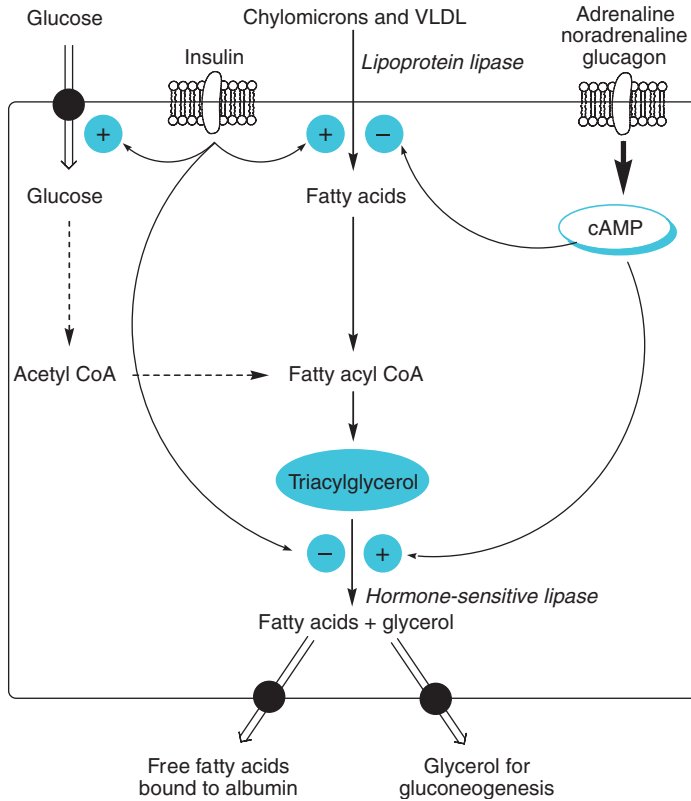 Glucose
Chylomicrons and VLDL
Adrenaline
noradrenaline
glucagon
Insulin
Lipoprotein lipase
+
+
−
Glucose
Fatty acids
cAMP
Acetyl CoA
Fatty acyl CoA
Triacylglycerol
−
+
Hormone-sensitive lipase
Fatty acids + glycerol
Free fatty acids
bound to albumin
Glycerol for
gluconeogenesis